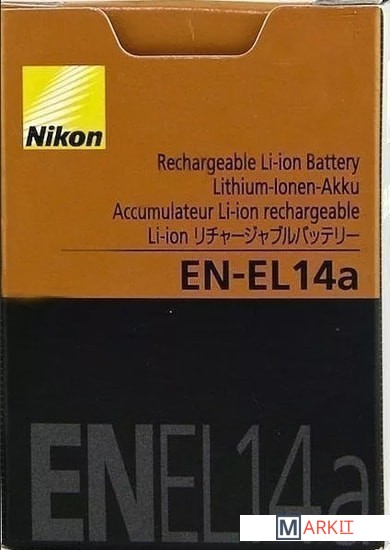 Nikon
Rechargeable Li-ion Battery
Lithium-Ionen-Akku
Accumulateur Li-ion rechargeable
Li-ion リチャージャブルバッテリー
EN-EL14a
ENEL14a
MARKIT